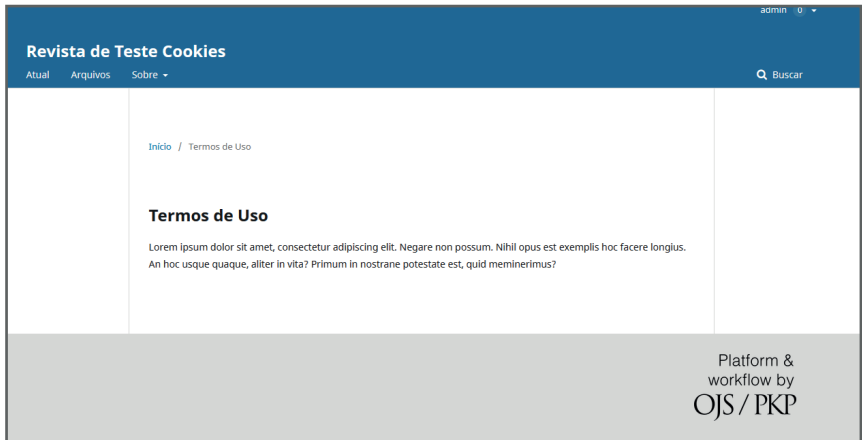 admin 0
Revista de Teste Cookies
Atual Arquivos Sobre Buscar
Início / Termos de Uso
Termos de Uso
Lorem ipsum dolor sit amet, consectetur adipiscing elit. Negare non possum. Nihil opus est exemplis hoc facere longius.
An hoc usque quaque, aliter in vita? Primum in nostrane potestate est, quid meminerimus?
Platform &
workflow by
OJS / PKP